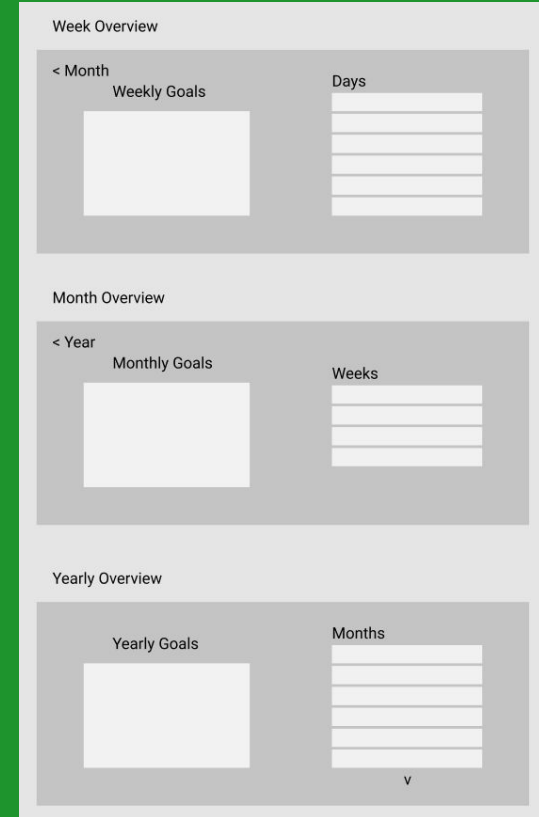 Week Overview
< Month
Weekly Goals
Days
Month Overview
< Year
Monthly Goals
Weeks
Yearly Overview
Yearly Goals
Months
v